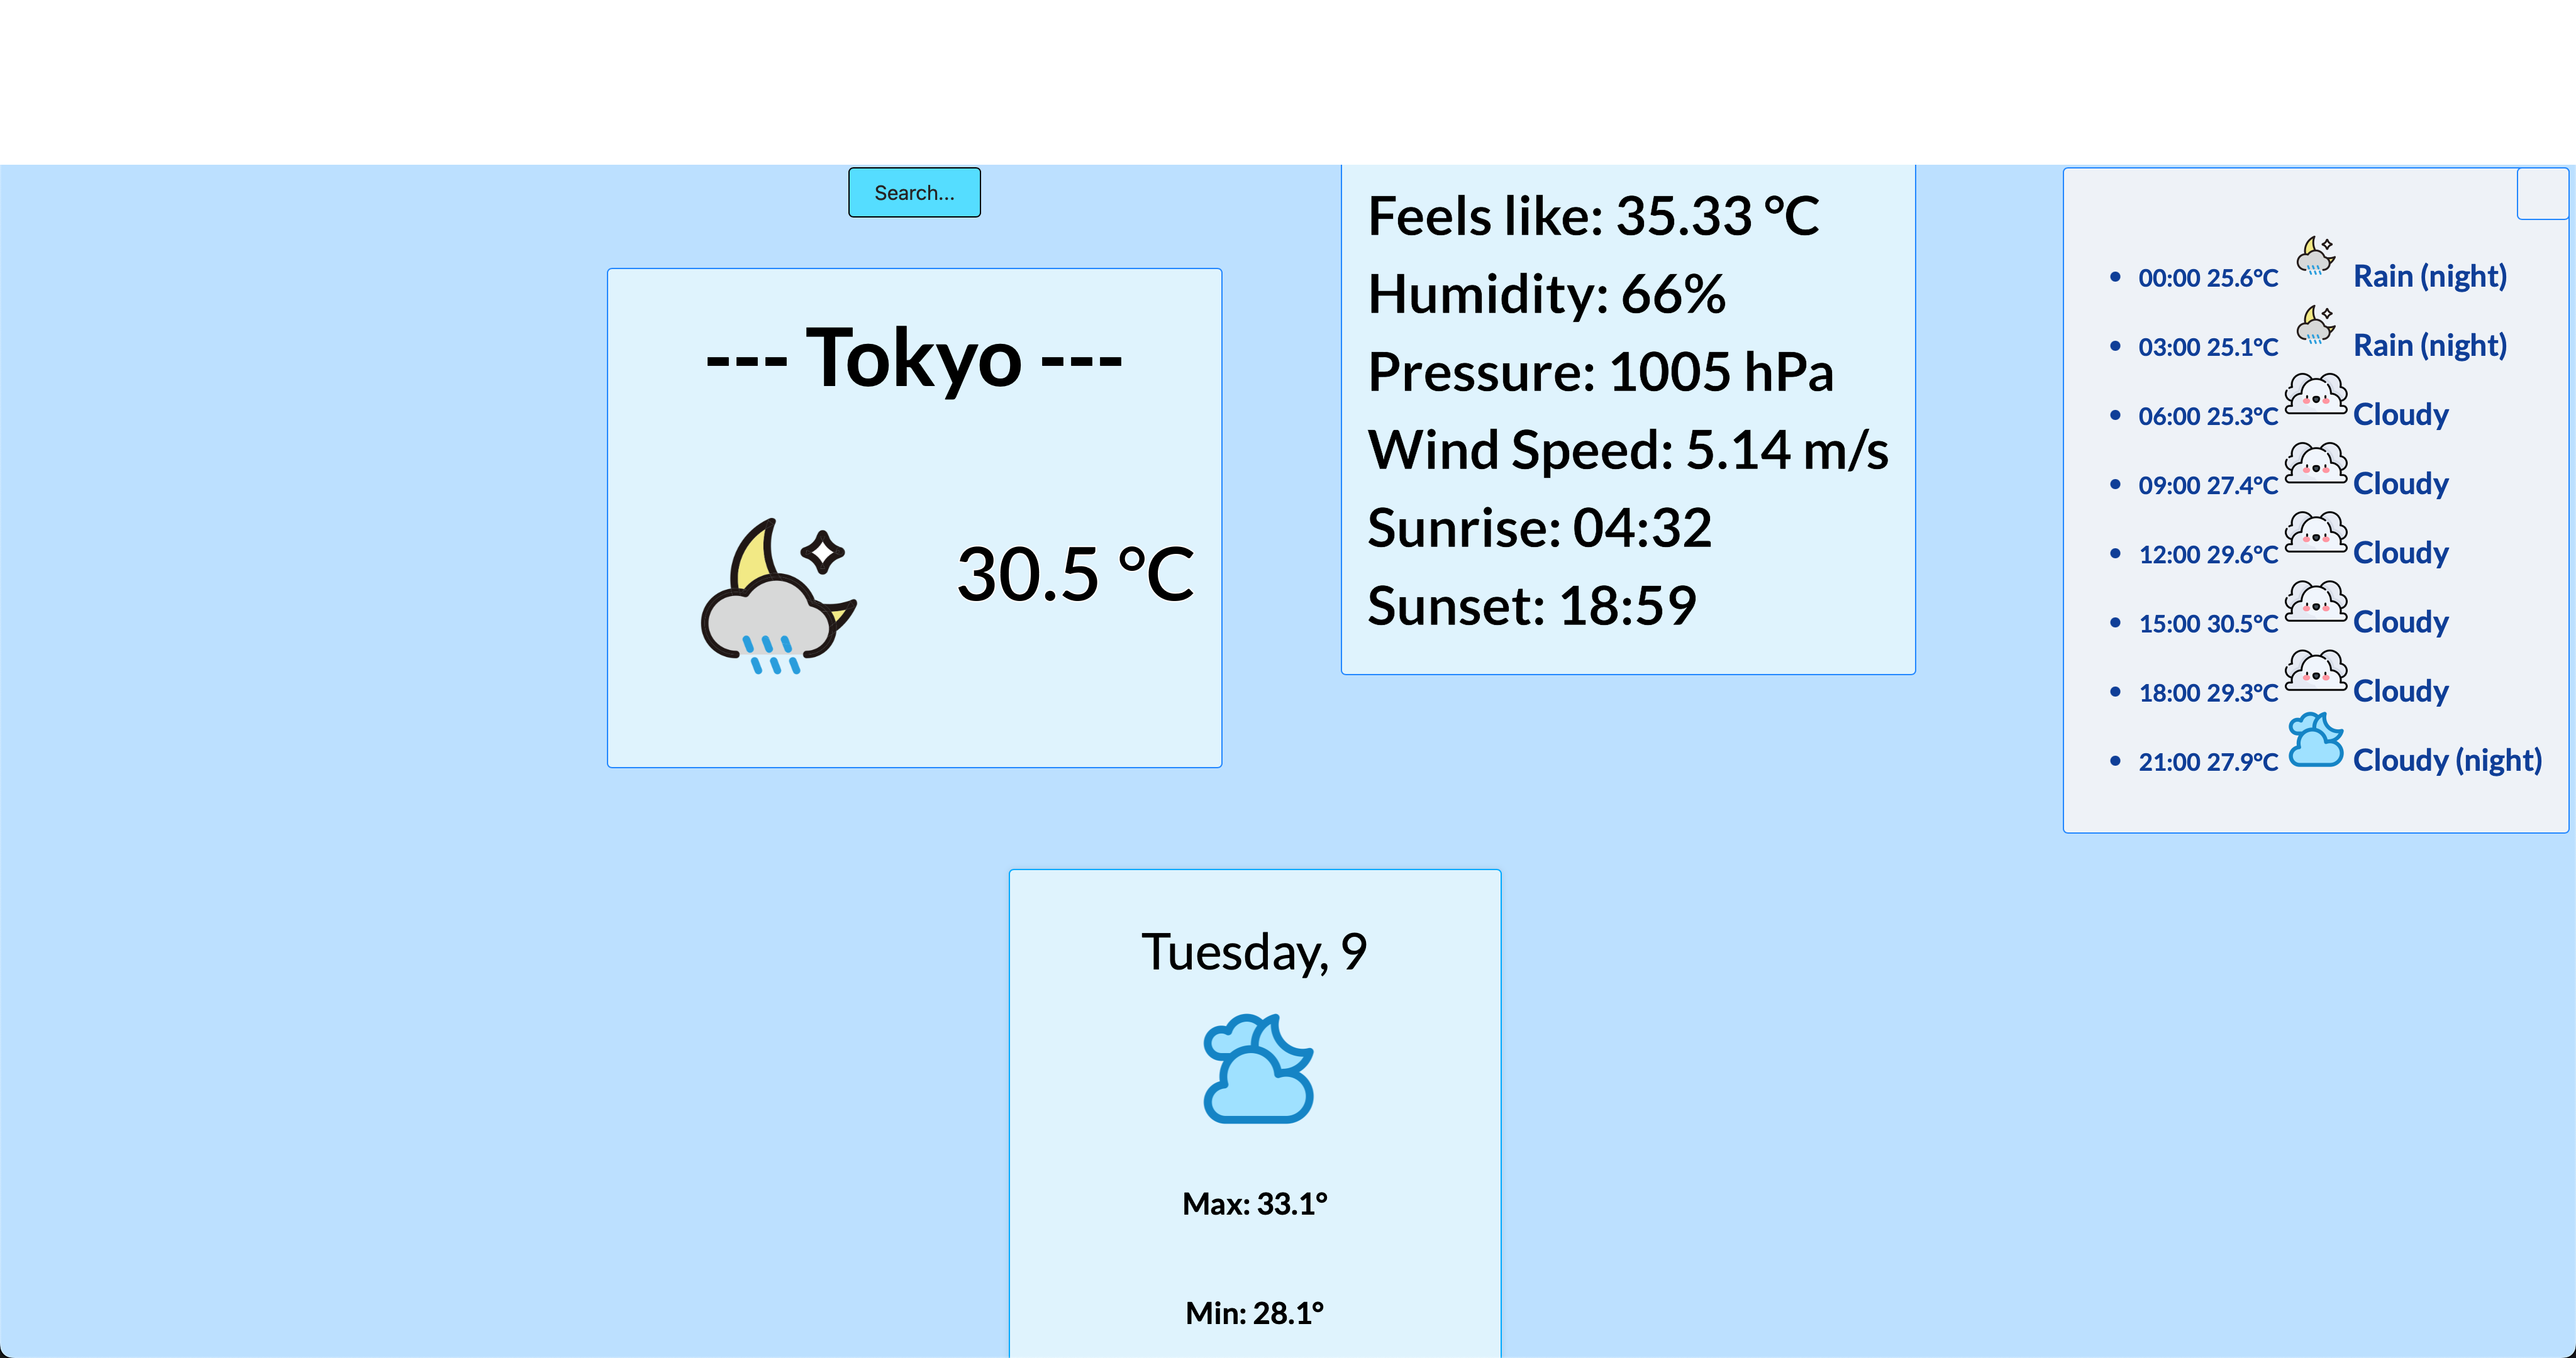 Search...
--- Tokyo ---
30.5 °C
Feels like: 35.33 °C
Humidity: 66%
Pressure: 1005 hPa
Wind Speed: 5.14 m/s
Sunrise: 04:32
Sunset: 18:59
00:00 25.6°C Rain (night)
03:00 25.1°C Rain (night)
06:00 25.3°C Cloudy
09:00 27.4°C Cloudy
12:00 29.6°C Cloudy
15:00 30.5°C Cloudy
18:00 29.3°C Cloudy
21:00 27.9°C Cloudy (night)
Tuesday, 9
Max: 33.1°
Min: 28.1°